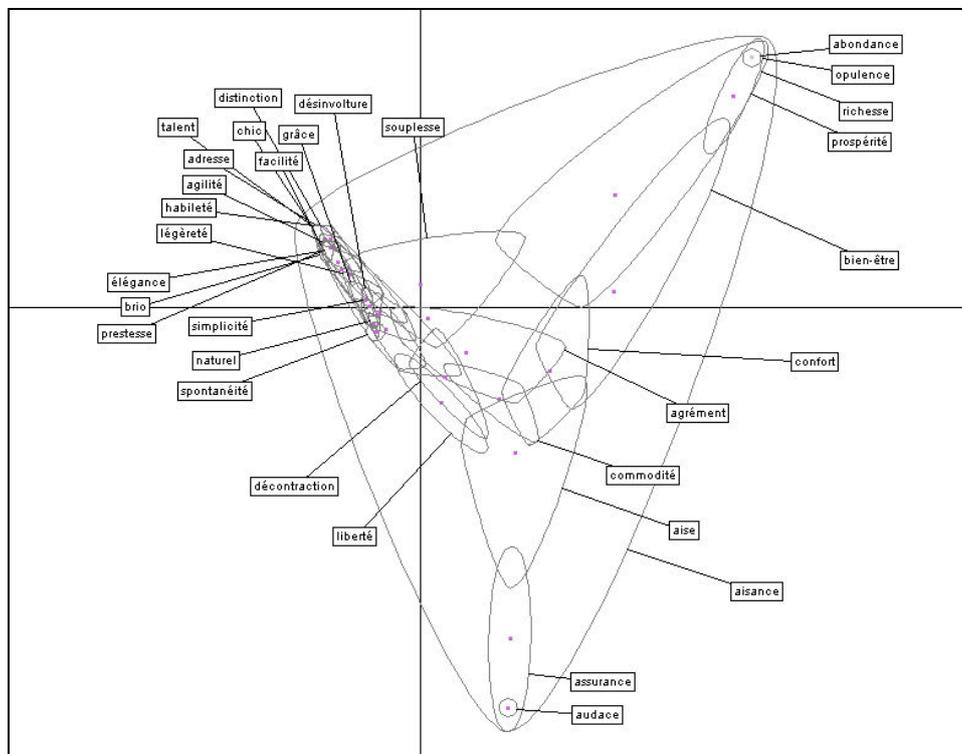 abondance
opulence
richesse
prospérité
distinction
désinvolture
souplesse
talent
chic
grâce
adresse
facilité
agilité
habileté
légèreté
bien-être
élégance
brio
prestesse
simplicité
naturel
confort
spontanéité
agrément
décontraction
commodité
liberté
aise
aisance
assurance
audace